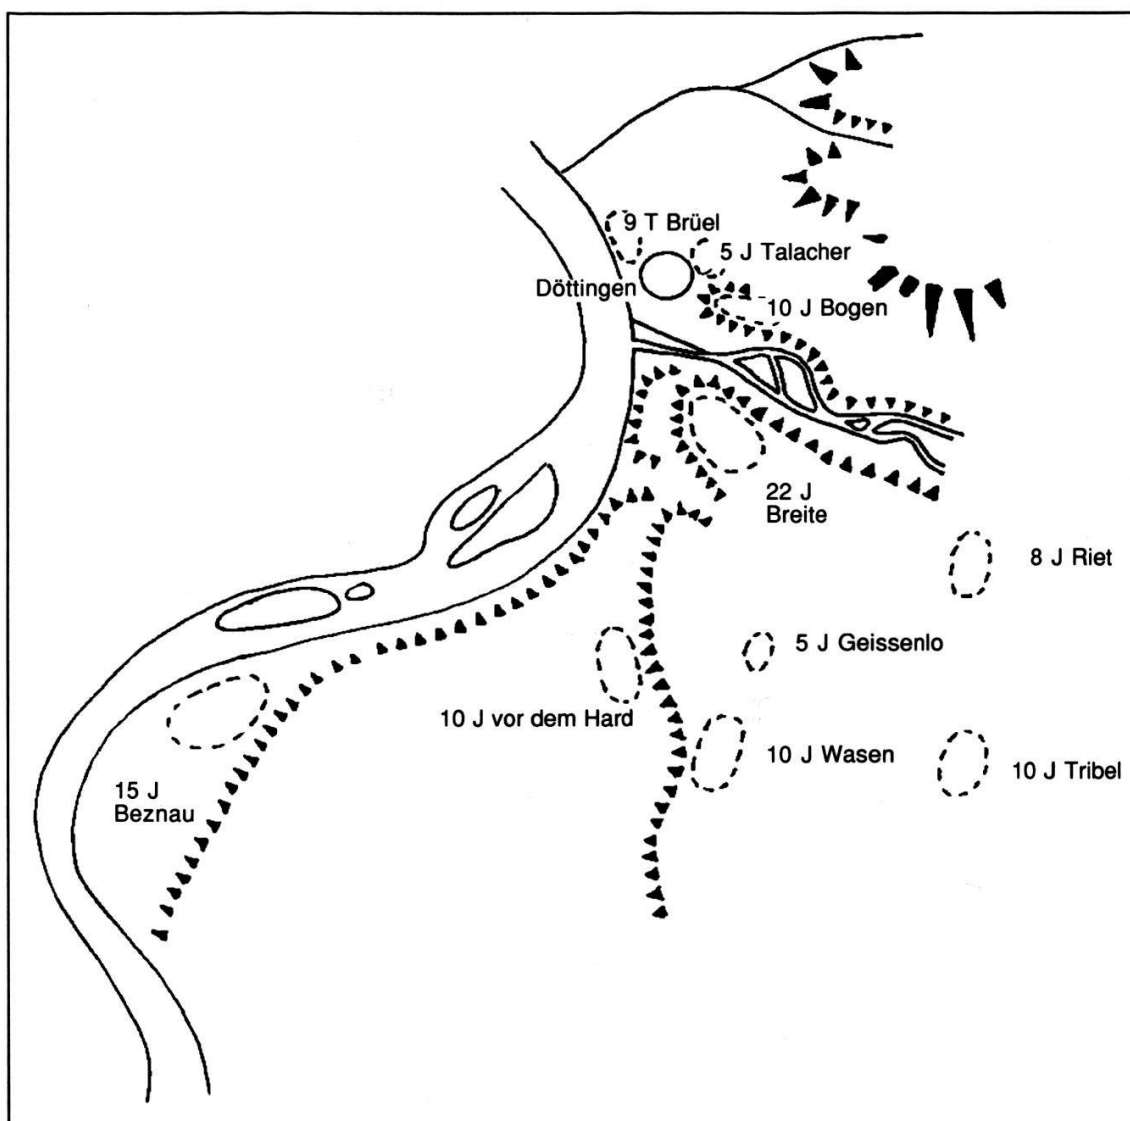 9 T Brüel
5 J Talacher
Döttingen
10 J Bogen
22 J
Breite
8 J Riet
5 J Geissenlo
10 J vor dem Hard
10 J Wasen
10 J Tribel
15 J
Beznau